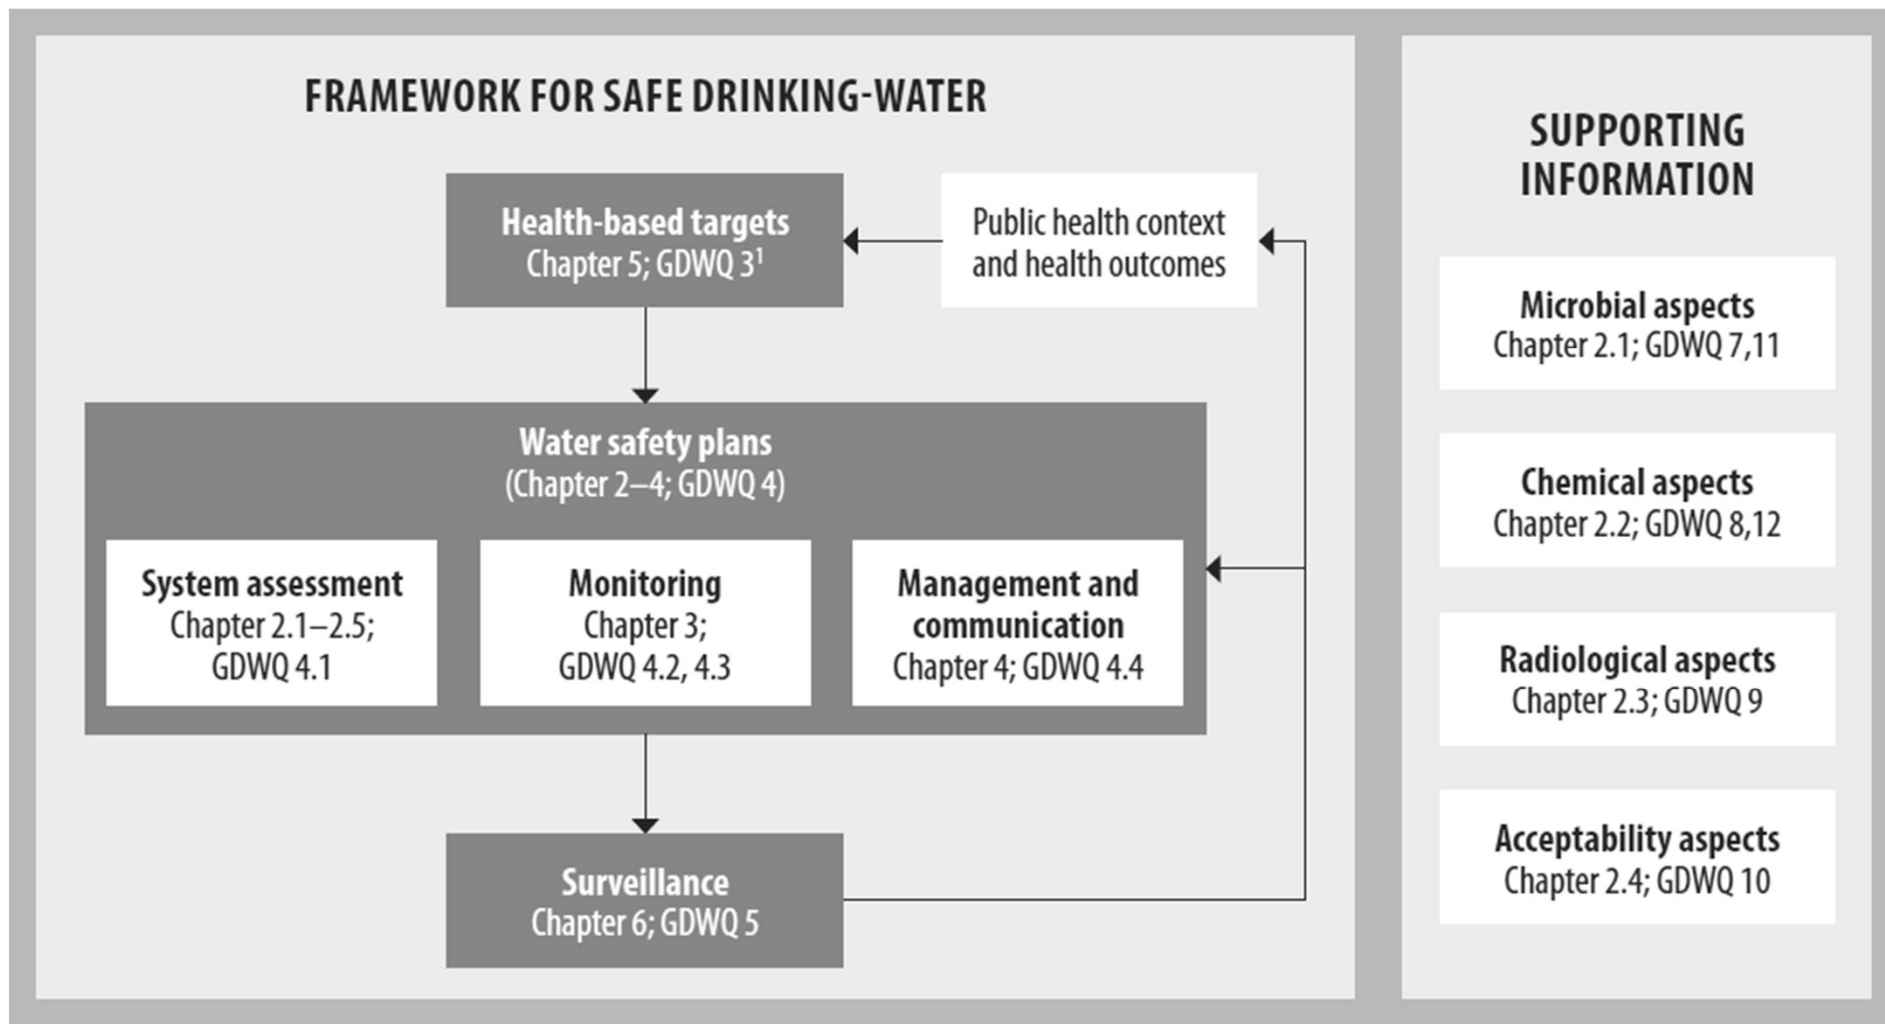 FRAMEWORK FOR SAFE DRINKING-WATER
Health-based targets
Chapter 5; GDWQ 3¹
Public health context
and health outcomes
Water safety plans
(Chapter 2–4; GDWQ 4)
System assessment
Chapter 2.1–2.5;
GDWQ 4.1
Monitoring
Chapter 3;
GDWQ 4.2, 4.3
Management and
communication
Chapter 4; GDWQ 4.4
Surveillance
Chapter 6; GDWQ 5
SUPPORTING
INFORMATION
Microbial aspects
Chapter 2.1; GDWQ 7,11
Chemical aspects
Chapter 2.2; GDWQ 8,12
Radiological aspects
Chapter 2.3; GDWQ 9
Acceptability aspects
Chapter 2.4; GDWQ 10